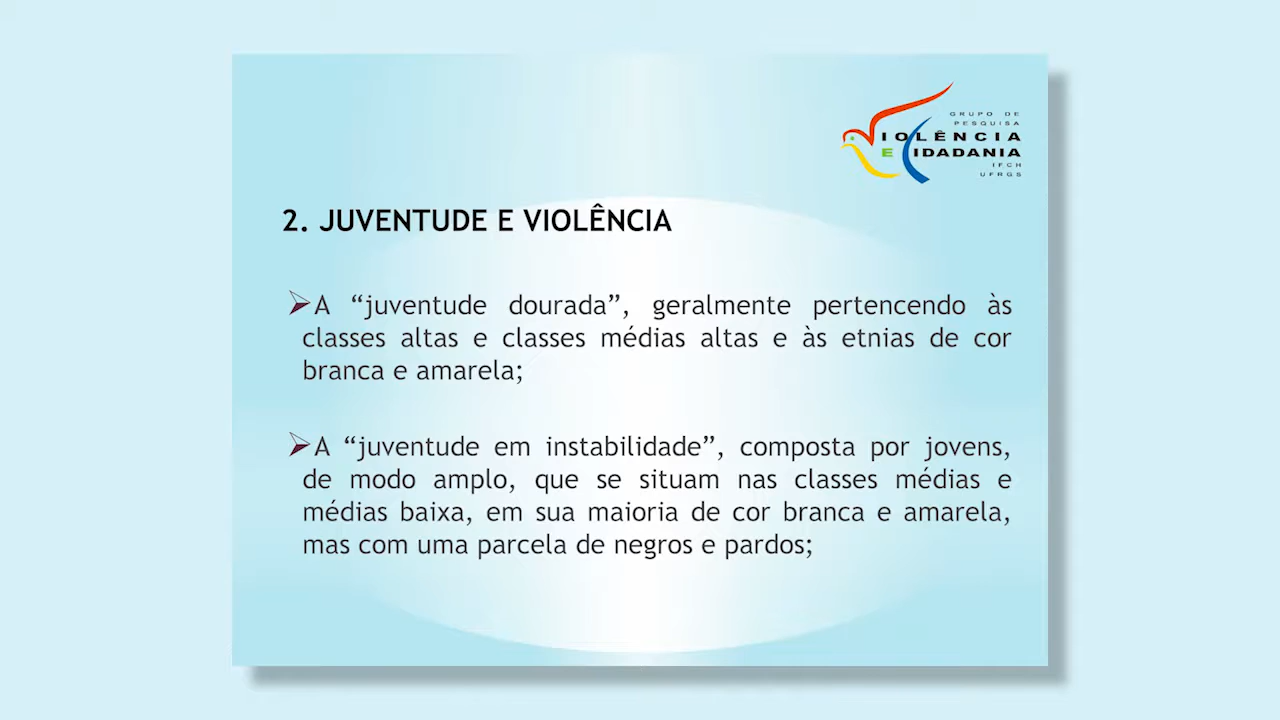 GRUPO DE
PESQUISA
VIOLÊNCIA
E CIDADANIA
IFCH
UFRGS
2. JUVENTUDE E VIOLÊNCIA
A “juventude dourada”, geralmente pertencendo às
classes altas e classes médias altas e às etnias de cor
branca e amarela;
A “juventude em instabilidade”, composta por jovens,
de modo amplo, que se situam nas classes médias e
médias baixa, em sua maioria de cor branca e amarela,
mas com uma parcela de negros e pardos;